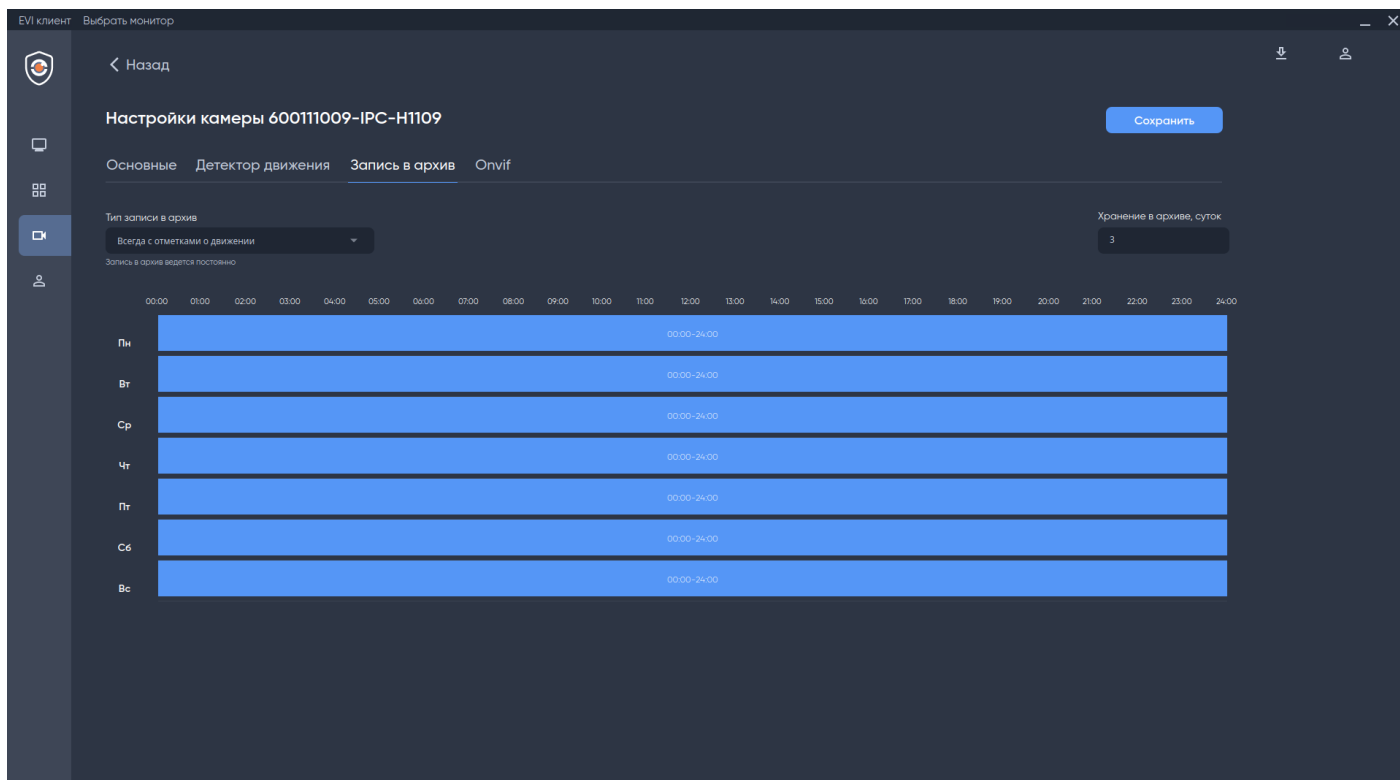 EVI клиент Выбрать монитор
Назад
Настройки камеры 600111009-IPC-H1109
Сохранить
Основные Детектор движения Запись в архив Onvif
Тип записи в архив
Хранение в архиве, суток
Всегда с отметками о движении
3
Запись в архив ведется постоянно
00:00 01:00 02:00 03:00 04:00 05:00 06:00 07:00 08:00 09:00 10:00 11:00 12:00 13:00 14:00 15:00 16:00 17:00 18:00 19:00 20:00 21:00 22:00 23:00 24:00
Пн 00:00-24:00
Вт 00:00-24:00
Ср 00:00-24:00
Чт 00:00-24:00
Пт 00:00-24:00
Сб 00:00-24:00
Вс 00:00-24:00